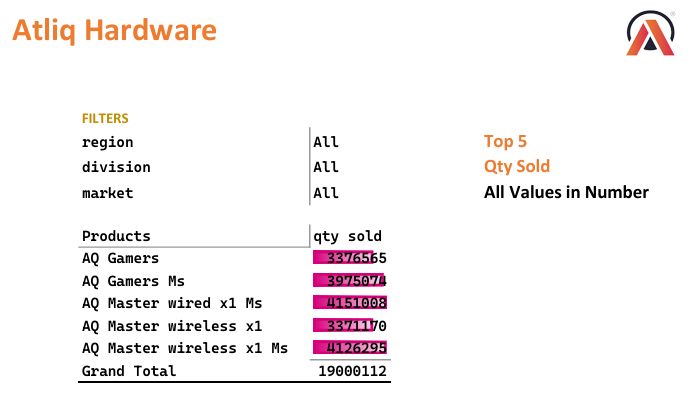 Atliq Hardware
FILTERS
region All Top 5
division All Qty Sold
market All All Values in Number
Products qty sold
AQ Gamers 3376565
AQ Gamers Ms 3975074
AQ Master wired x1 Ms 4151008
AQ Master wireless x1 3371170
AQ Master wireless x1 Ms 4126295
Grand Total 19000112